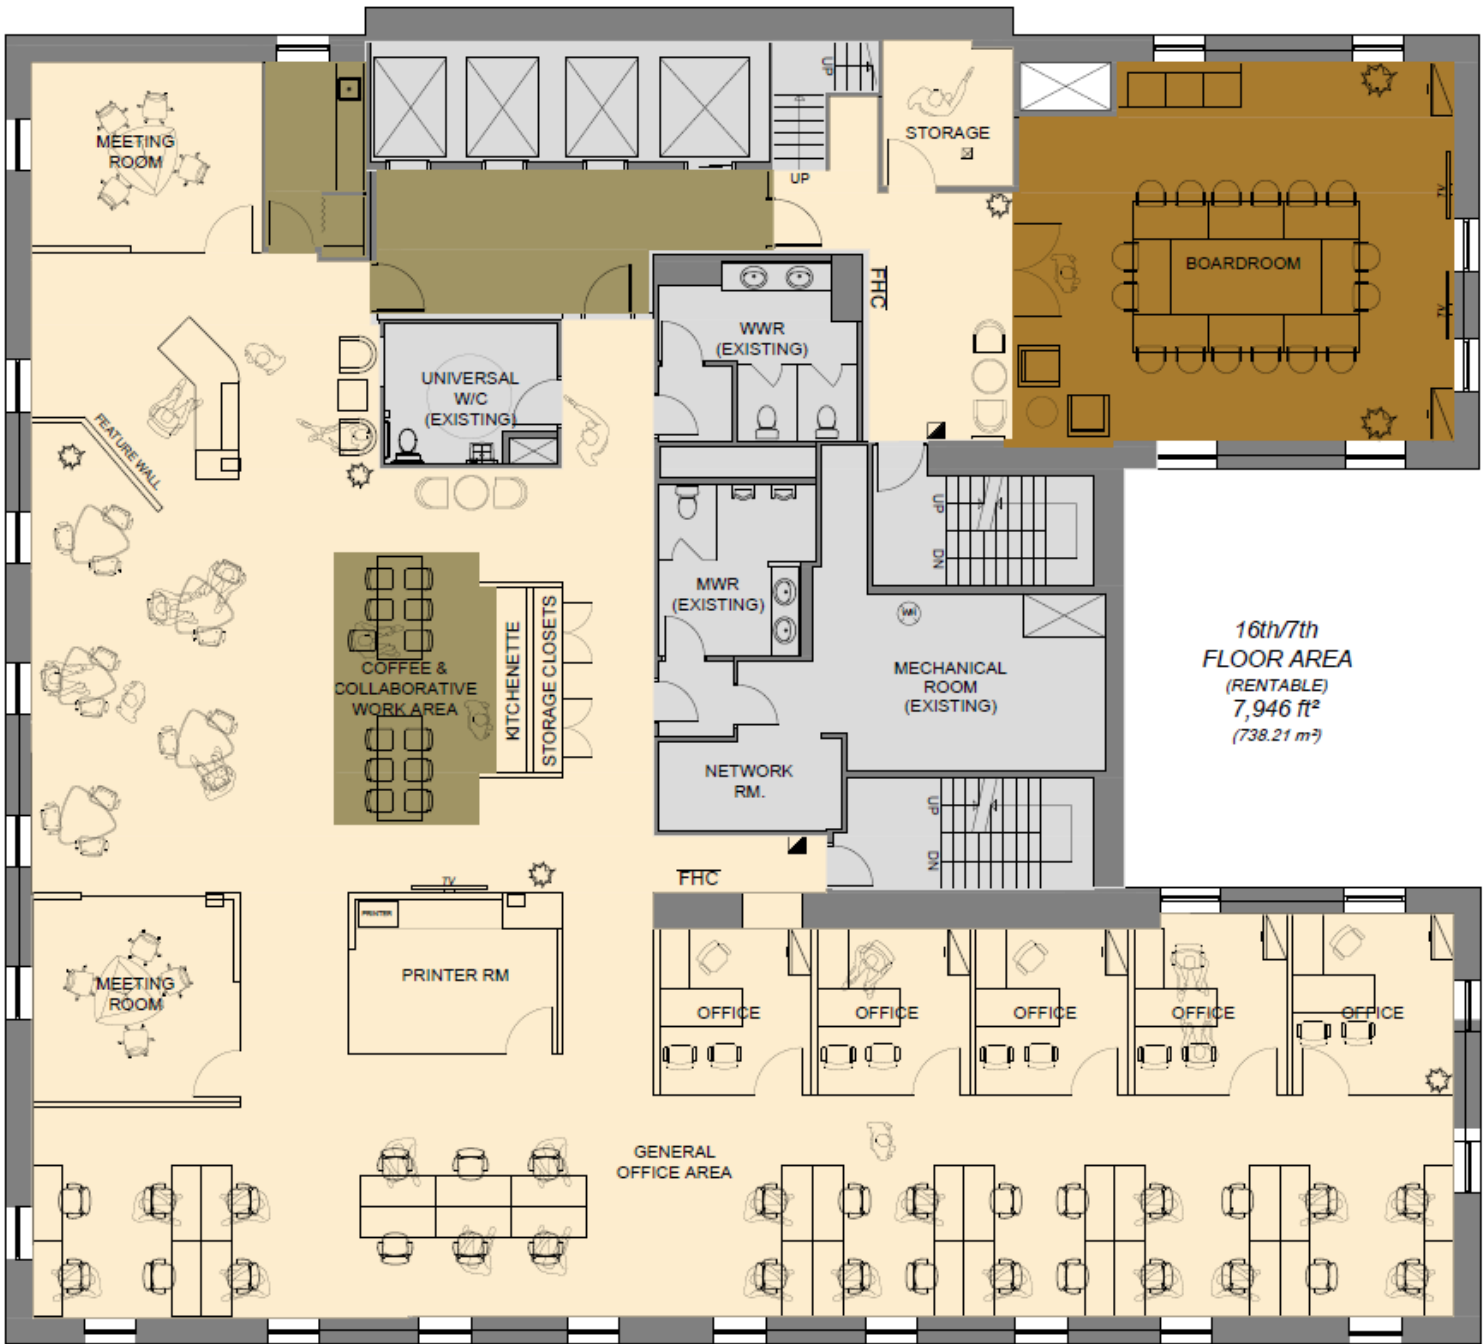 UP
STORAGE
UP
MEETING
ROOM
TV
BOARDROOM
TV
FHC
WWR
(EXISTING)
UNIVERSAL
W/C
(EXISTING)
FEATURE WALL
UP
DN
MWR
(EXISTING)
WH
KITCHENETTE
STORAGE CLOSETS
COFFEE &
COLLABORATIVE
WORK AREA
MECHANICAL
ROOM
(EXISTING)
16th/7th
FLOOR AREA
(RENTABLE)
7,946 ft²
(738.21 m²)
NETWORK
RM.
UP
DN
FHC
TV
PRINTER
PRINTER RM
MEETING
ROOM
OFFICE
OFFICE
OFFICE
OFFICE
OFFICE
GENERAL
OFFICE AREA